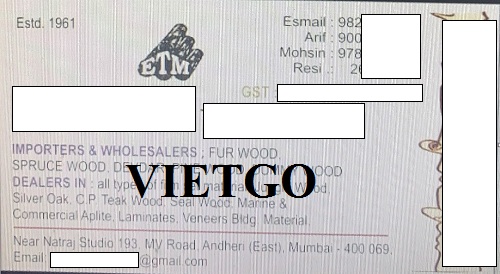 Estd. 1961
Esmail : 982
Arif : 900
Mohsin : 978
Resi .: 2
ETM
GST
IMPORTERS & WHOLESALERS : FUR WOOD
SPRUCE WOOD, WOOD
VIETGO
DEALERS IN : all types of Wood,
Silver Oak, C.P. Teak Wood, Seal Wood, Marine &
Commercial Aplite, Laminates, Veneers Bldg. Material.
Near Natraj Studio 193, MV Road, Andheri (East), Mumbai - 400 069.
Email: @gmail.com